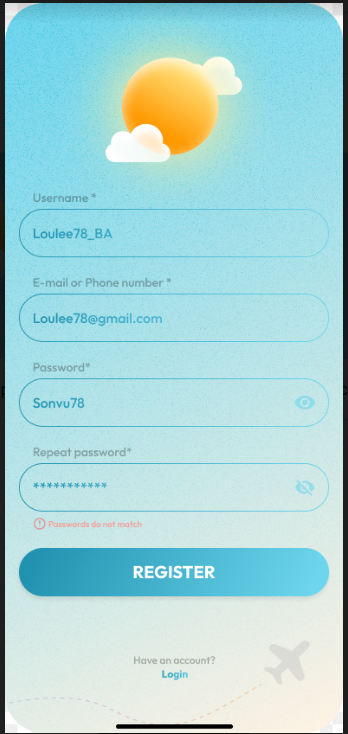 Username *
Loulee78_BA
E-mail or Phone number *
Loulee78@gmail.com
Password*
Sonvu78
Repeat password*
***********
Passwords do not match
REGISTER
Have an account?
Login